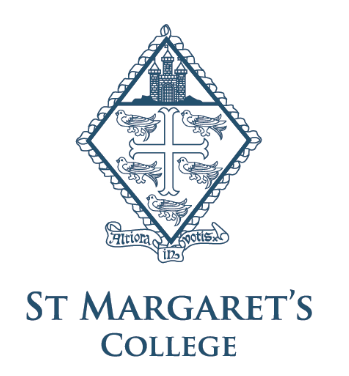 Altiora
in
votis
ST MARGARET'S
COLLEGE